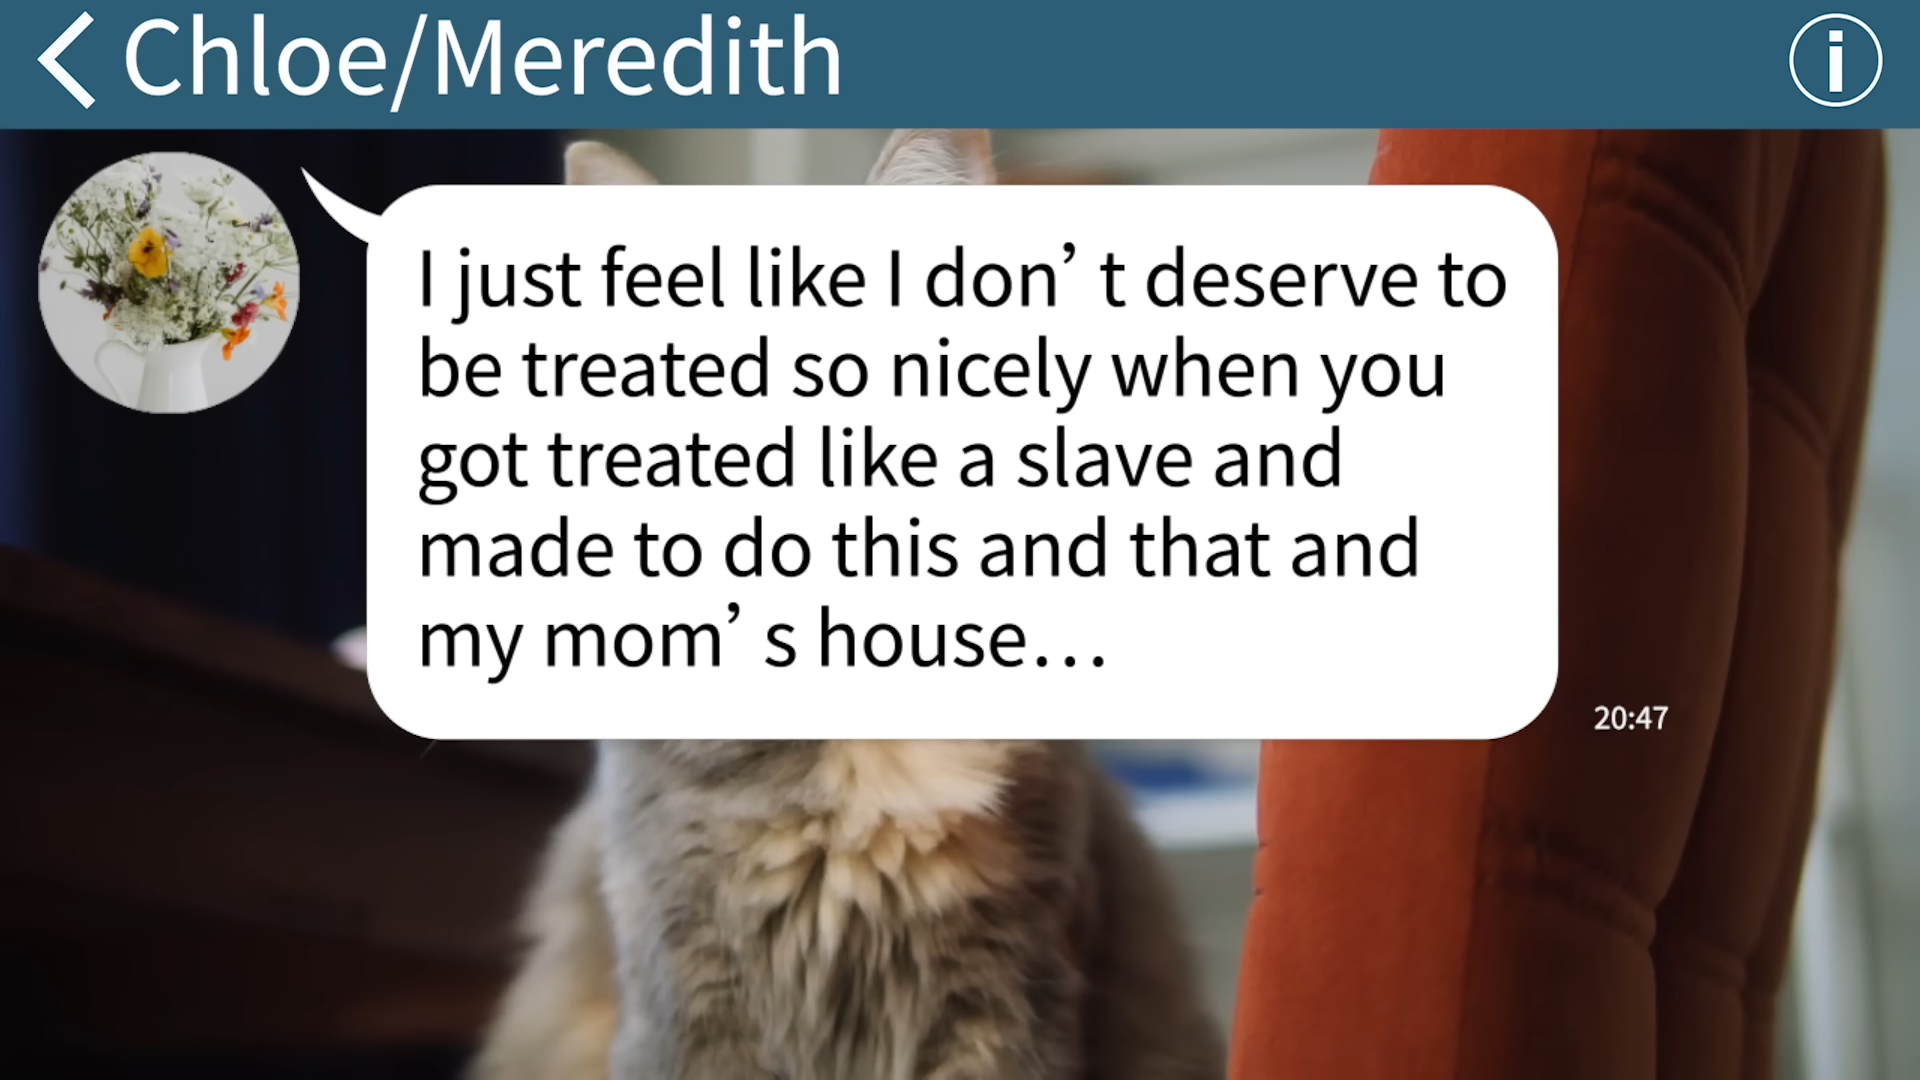 Chloe/Meredith
I just feel like I don’t deserve to
be treated so nicely when you
got treated like a slave and
made to do this and that and
my mom’s house…
20:47